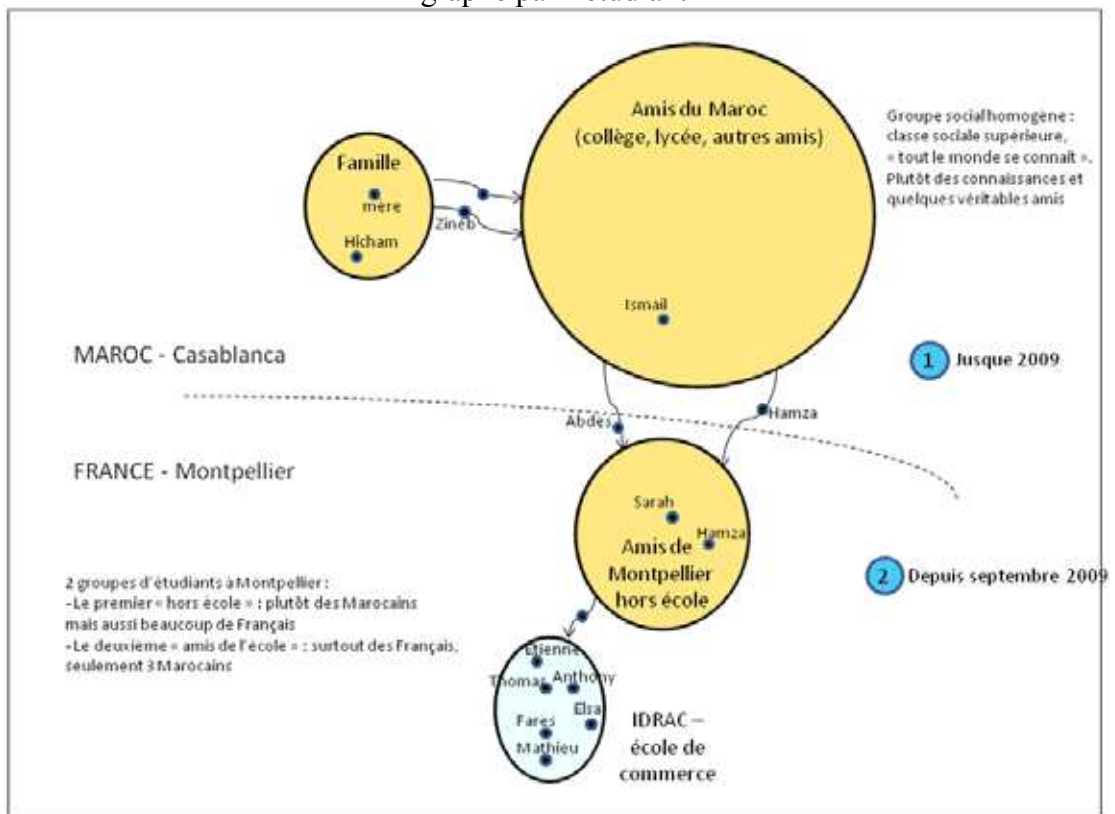 graphe par l'étudiant
Amis du Maroc
(collège, lycée, autres amis)
Groupe social homogène :
classe sociale supérieure,
« tout le monde se connaît ».
Plutôt des connaissances et
quelques véritables amis
Famille
mère
Zineb
Hicham
Ismail
MAROC - Casablanca
1 Jusque 2009
Abdes
Hamza
FRANCE - Montpellier
Sarah
Hamza
Amis de
Montpellier
hors école
2 Depuis septembre 2009
2 groupes d'étudiants à Montpellier :
-Le premier « hors école » : plutôt des Marocains
mais aussi beaucoup de Français
-Le deuxième « amis de l'école » : surtout des Français,
seulement 3 Marocains
Etienne
Thomas Anthony
Elsa
Fares
Mathieu
IDRAC –
école de
commerce